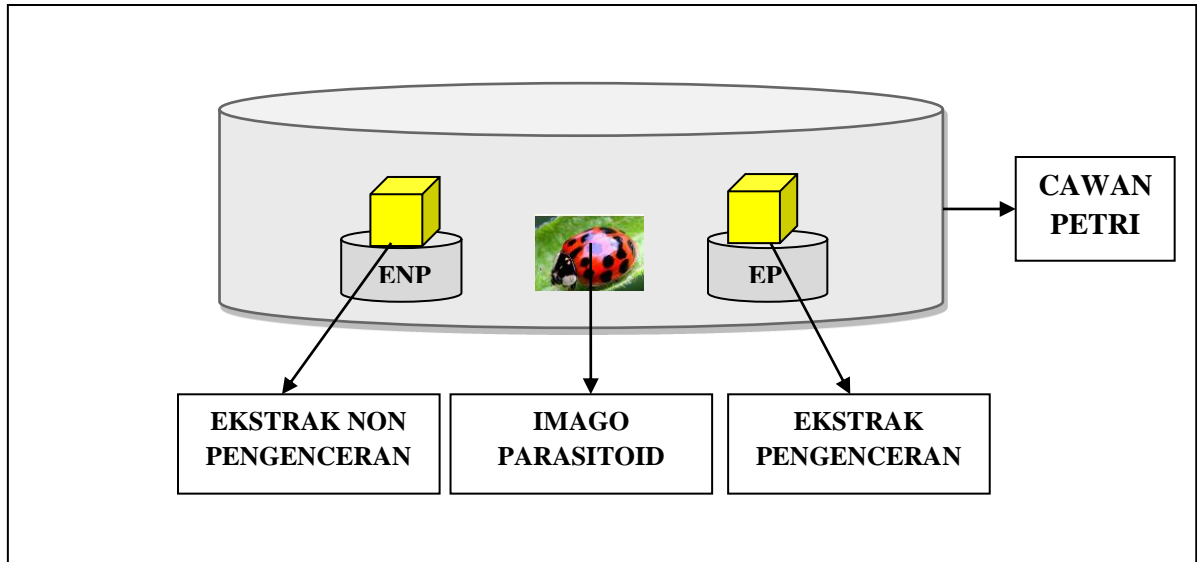 CAWAN
PETRI
ENP
EP
EKSTRAK NON
PENGENCERAN
IMAGO
PARASITOID
EKSTRAK
PENGENCERAN